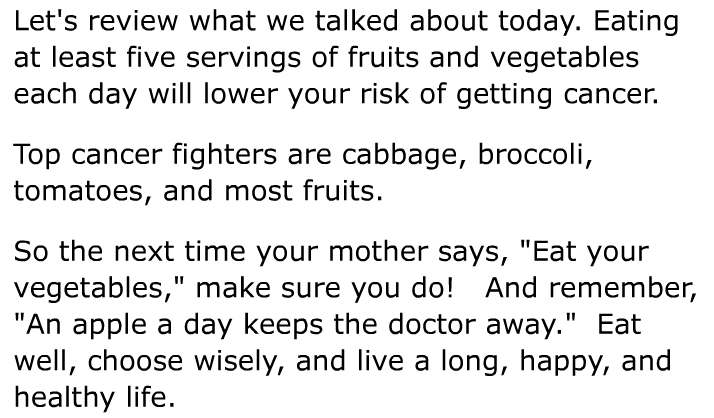 Let's review what we talked about today. Eating
at least five servings of fruits and vegetables
each day will lower your risk of getting cancer.
Top cancer fighters are cabbage, broccoli,
tomatoes, and most fruits.
So the next time your mother says, "Eat your
vegetables," make sure you do!   And remember,
"An apple a day keeps the doctor away."  Eat
well, choose wisely, and live a long, happy, and
healthy life.